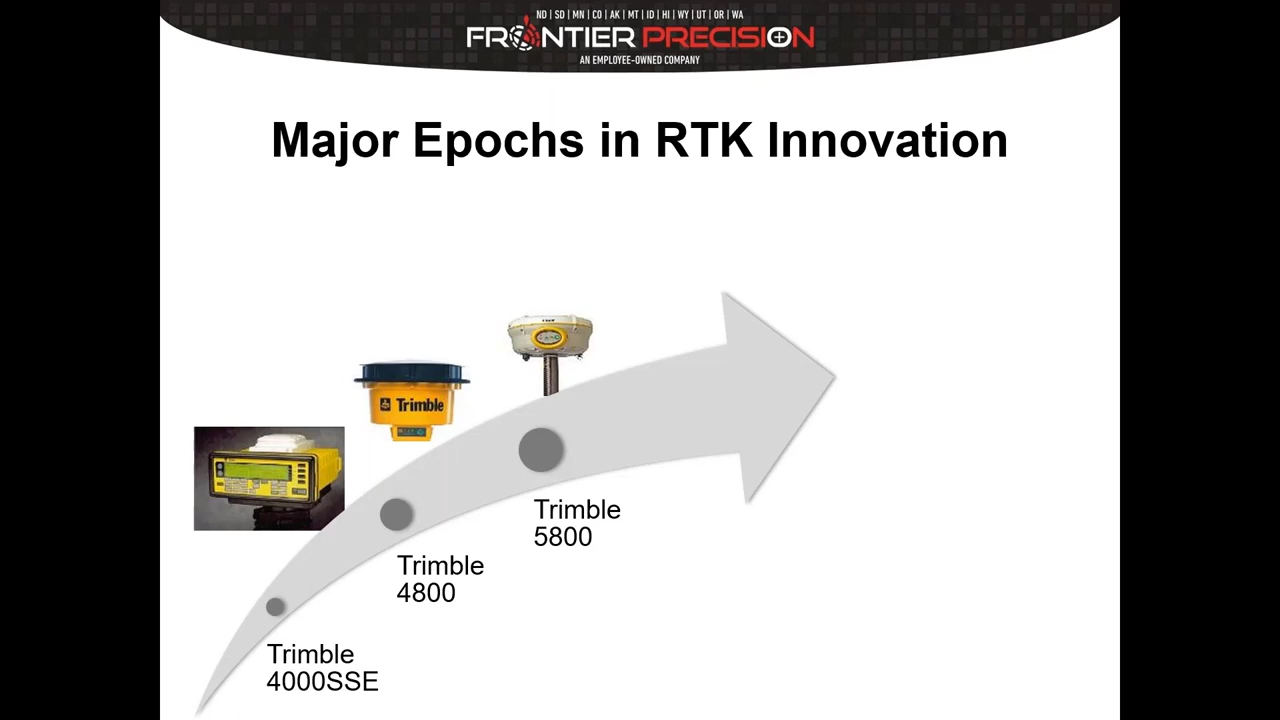 ND | SD | MN | CO | AK | MT | ID | HI | WY | UT | OR | WA
FRONTIER PRECISION
AN EMPLOYEE-OWNED COMPANY
Major Epochs in RTK Innovation
Trimble
Trimble
5800
Trimble
4800
Trimble
4000SSE